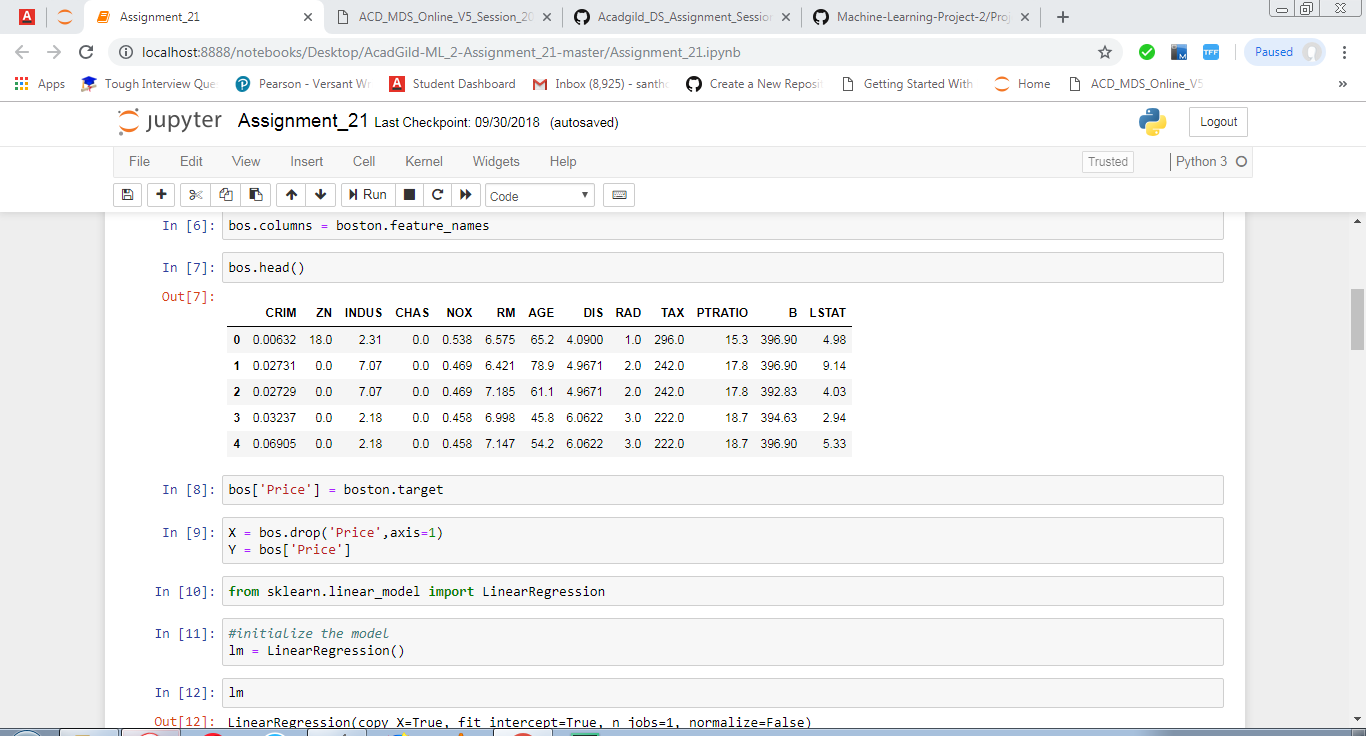 Assignment_21
ACD_MDS_Online_V5_Session_20
Acadgild_DS_Assignment_Session
Machine-Learning-Project-2/Proj
localhost:8888/notebooks/Desktop/AcadGild-ML_2-Assignment_21-master/Assignment_21.ipynb
TFF
Paused
Apps
Tough Interview Que
Pearson - Versant Wr
A Student Dashboard
Inbox (8,925) - santho
Create a New Reposit
Getting Started With
Home
ACD_MDS_Online_V5
»
jupyter Assignment_21 Last Checkpoint: 09/30/2018 (autosaved)
Logout
File Edit View Insert Cell Kernel Widgets Help
Trusted
Python 3
Run
Code
In [6]: bos.columns = boston.feature_names
In [7]: bos.head()
Out[7]:
CRIM ZN INDUS CHAS NOX RM AGE DIS RAD TAX PTRATIO B LSTAT
0 0.00632 18.0 2.31 0.0 0.538 6.575 65.2 4.0900 1.0 296.0 15.3 396.90 4.98
1 0.02731 0.0 7.07 0.0 0.469 6.421 78.9 4.9671 2.0 242.0 17.8 396.90 9.14
2 0.02729 0.0 7.07 0.0 0.469 7.185 61.1 4.9671 2.0 242.0 17.8 392.83 4.03
3 0.03237 0.0 2.18 0.0 0.458 6.998 45.8 6.0622 3.0 222.0 18.7 394.63 2.94
4 0.06905 0.0 2.18 0.0 0.458 7.147 54.2 6.0622 3.0 222.0 18.7 396.90 5.33
In [8]: bos['Price'] = boston.target
In [9]: X = bos.drop('Price',axis=1)
Y = bos['Price']
In [10]: from sklearn.linear_model import LinearRegression
In [11]: #initialize the model
lm = LinearRegression()
In [12]: lm
Out[12]: LinearRegression(copy_X=True, fit_intercept=True, n_jobs=1, normalize=False)